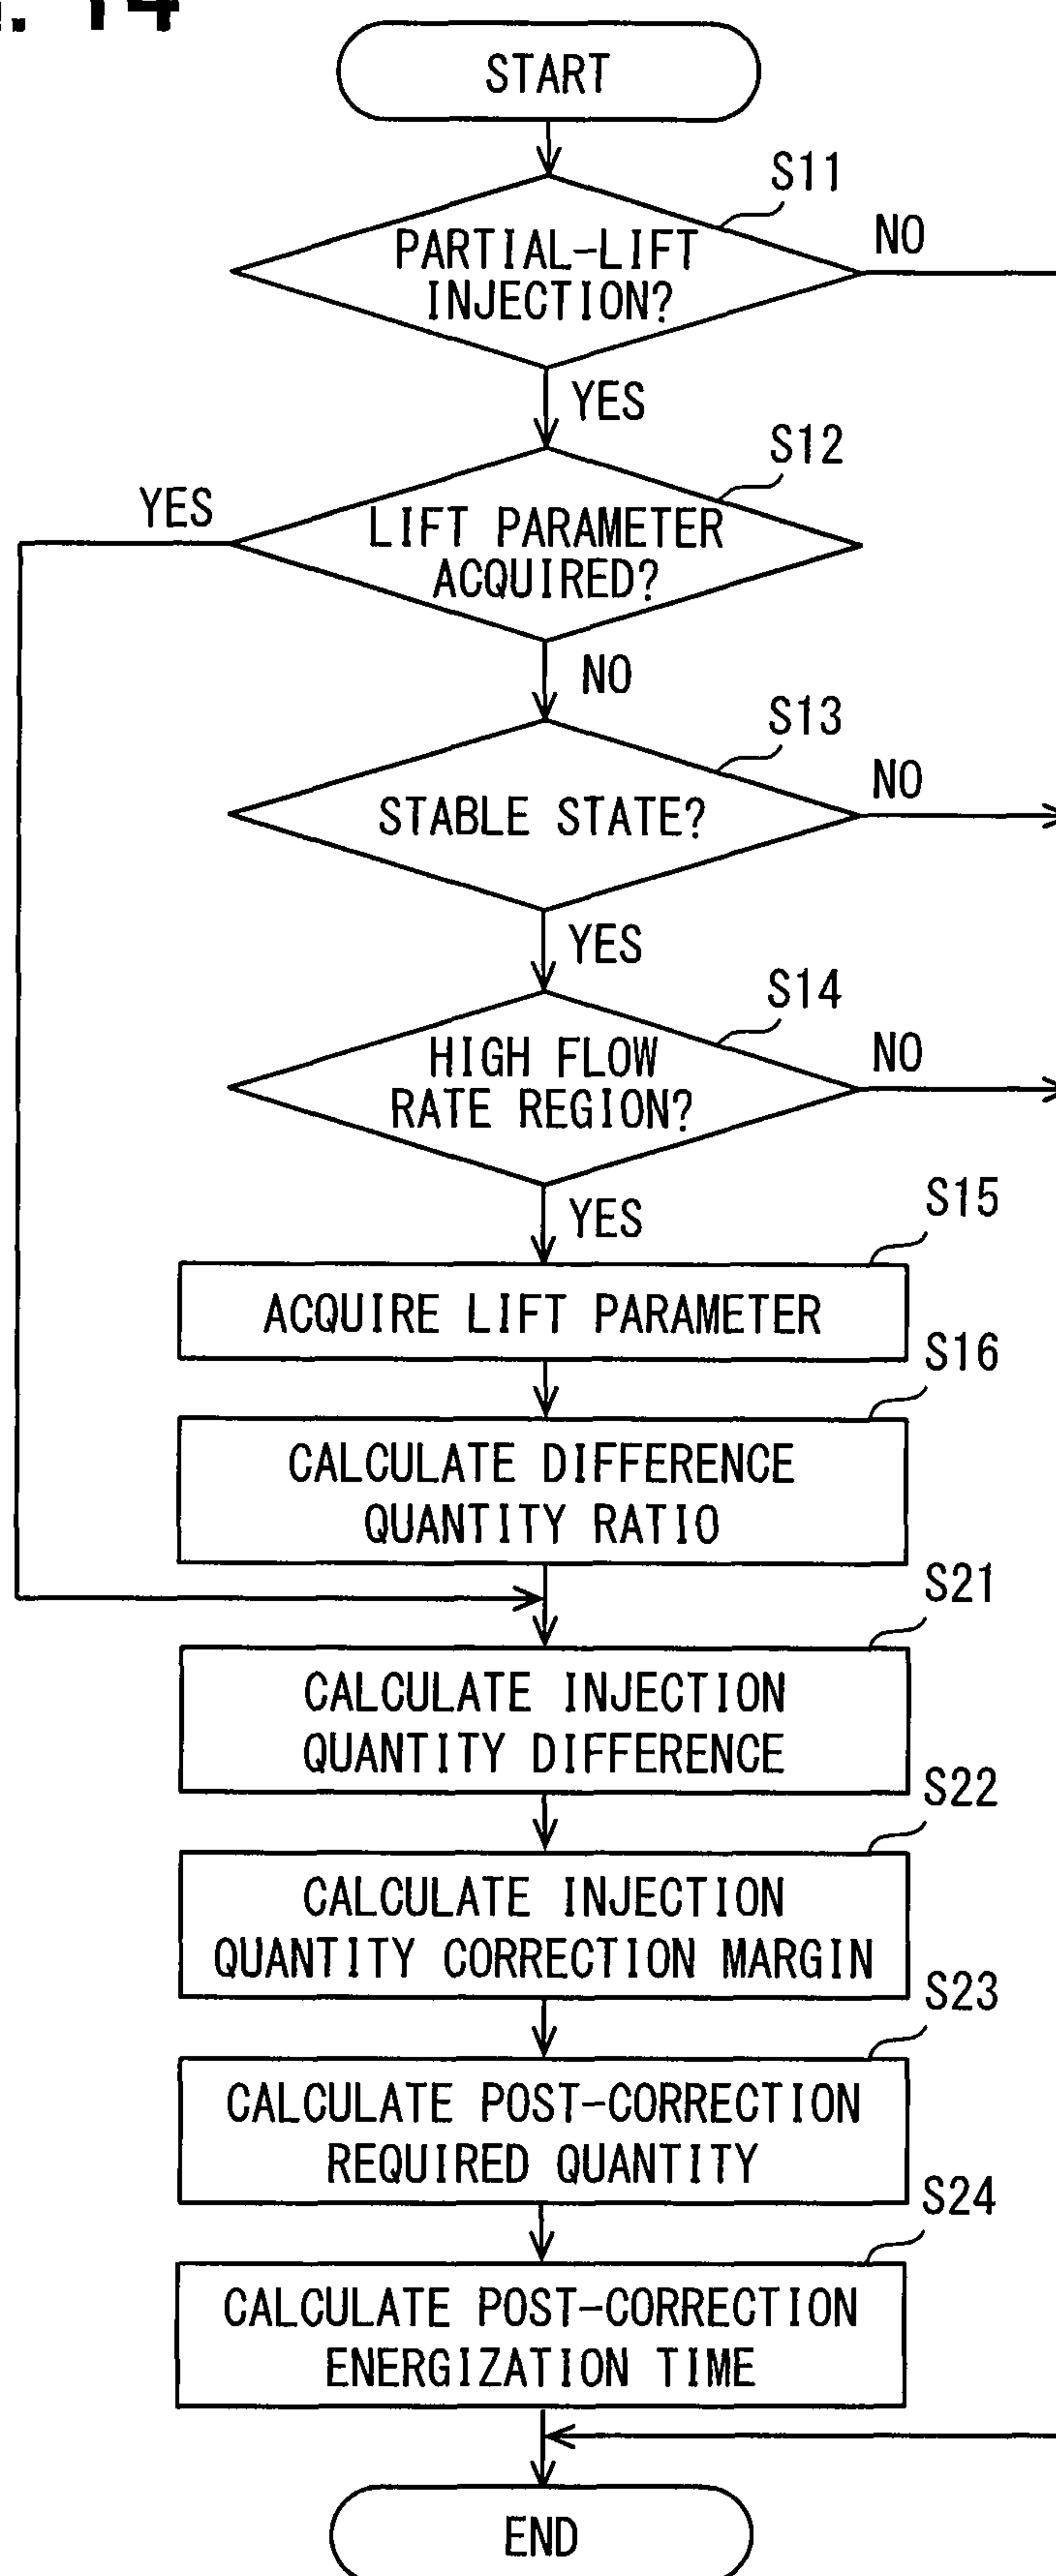 14
START
S11
PARTIAL-LIFT
INJECTION?
NO
YES
S12
YES
LIFT PARAMETER
ACQUIRED?
NO
S13
STABLE STATE?
NO
YES
S14
HIGH FLOW
RATE REGION?
NO
YES
S15
ACQUIRE LIFT PARAMETER
S16
CALCULATE DIFFERENCE
QUANTITY RATIO
S21
CALCULATE INJECTION
QUANTITY DIFFERENCE
S22
CALCULATE INJECTION
QUANTITY CORRECTION MARGIN
S23
CALCULATE POST-CORRECTION
REQUIRED QUANTITY
S24
CALCULATE POST-CORRECTION
ENERGIZATION TIME
END